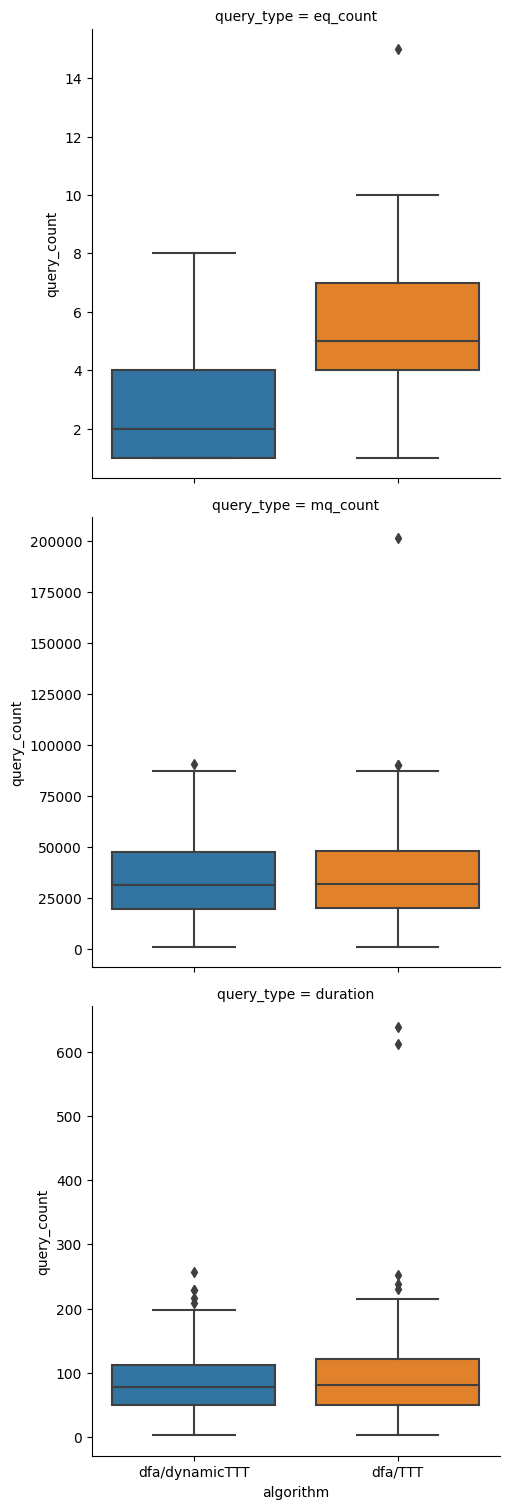 query_type = eq_count
14
12
10
8
6
4
2
query_count
query_type = mq_count
200000
175000
150000
125000
100000
75000
50000
25000
0
query_count
query_type = duration
600
500
400
300
200
100
0
query_count
dfa/dynamicTTT dfa/TTT
algorithm